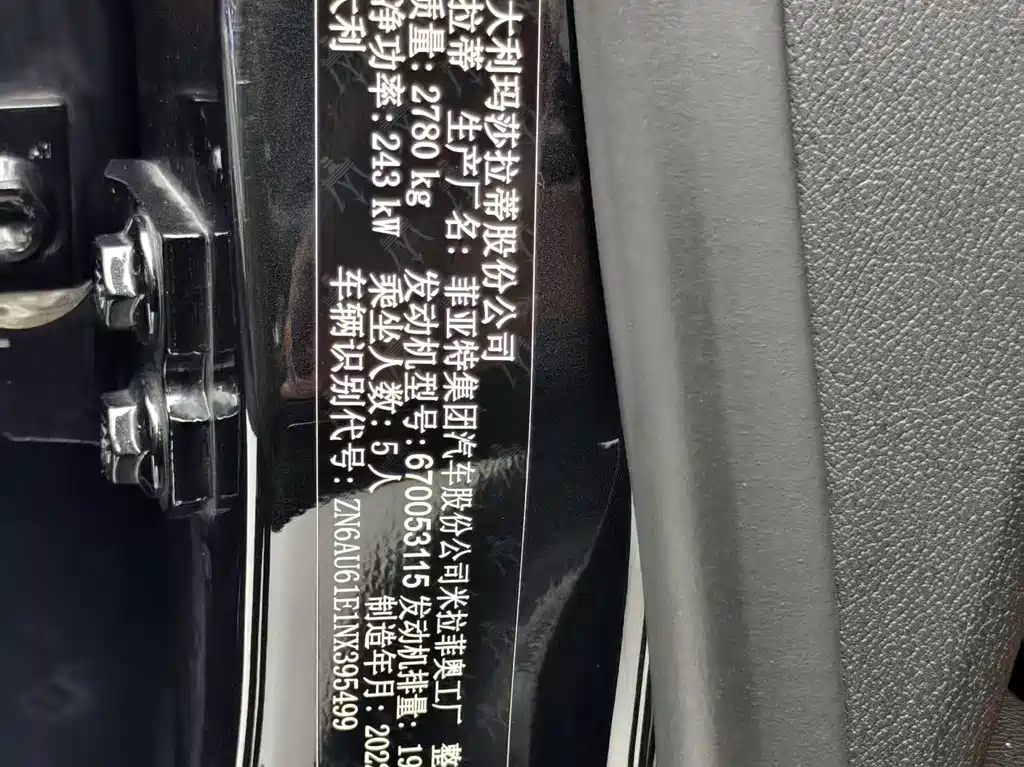 大利玛莎拉蒂股份公司
拉蒂 生产厂名: 菲亚特集团汽车股份公司米拉菲奥工厂 整
质量: 2780 kg 发动机型号:670053115 发动机排量: 19
净功率:243 kW 乘坐人数: 5 人 制造年月: 202
大利 车辆识别代号: ZN6AU61E1NX395499